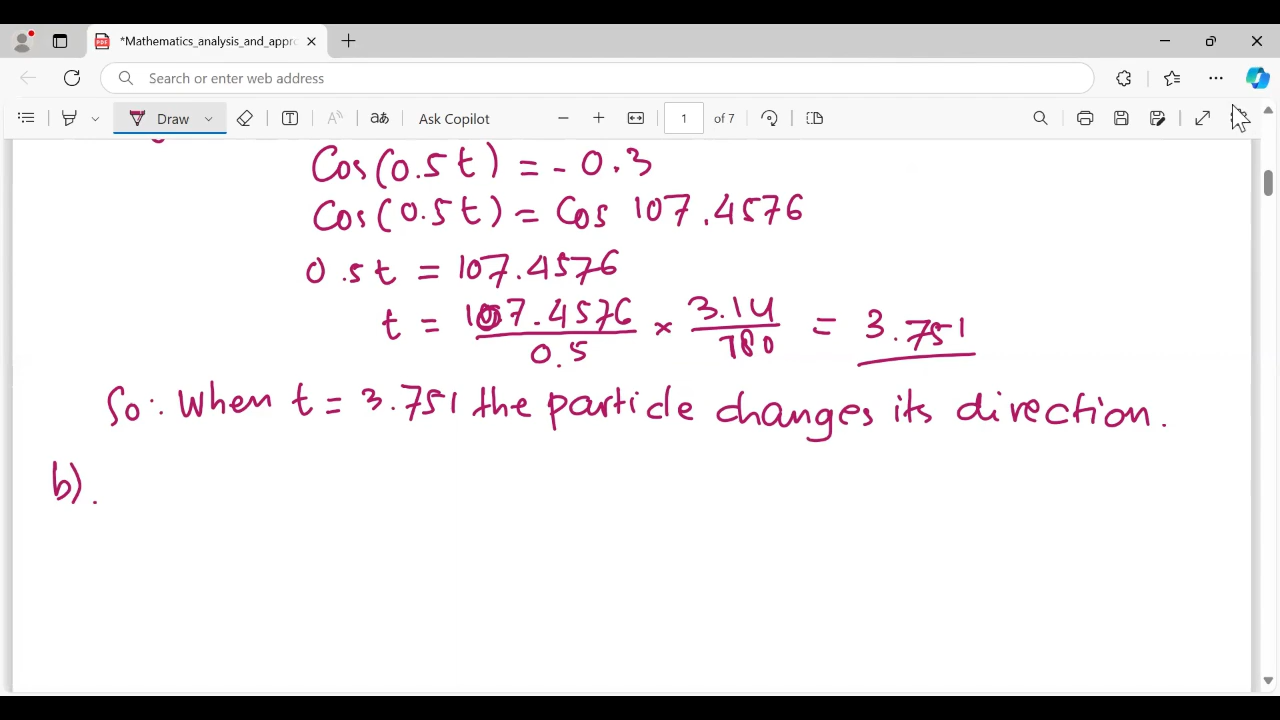 *Mathematics_analysis_and_appro
Search or enter web address
Draw
Ask Copilot
1 of 7
Cos(0.5t) = -0.3
Cos(0.5t) = Cos 107.4576
0.5t = 107.4576
t = 107.4576/0.5 × 3.14/180 = 3.751
So: When t = 3.751 the particle changes its direction.
b).